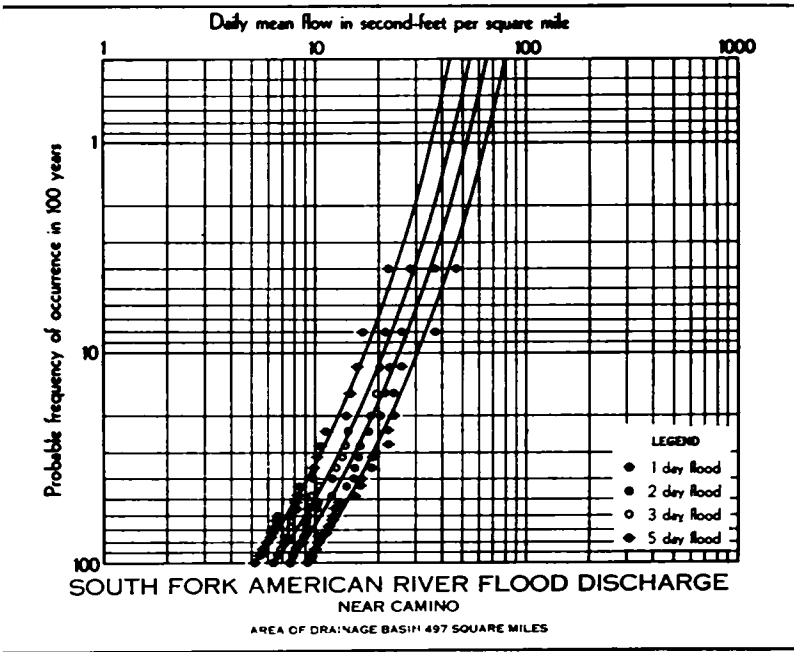 Daily mean flow in second-feet per square mile
1 10 100 1000
Probable frequency of occurrence in 100 years
1
10
100
LEGEND
1 day flood
2 day flood
3 day flood
5 day flood
SOUTH FORK AMERICAN RIVER FLOOD DISCHARGE
NEAR CAMINO
AREA OF DRAINAGE BASIN 497 SQUARE MILES